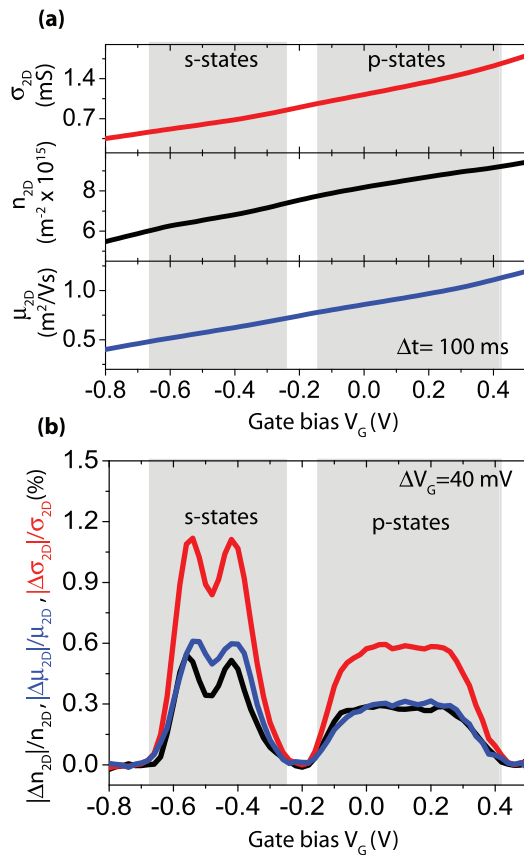 (a)
s-states
p-states
σ2D
(mS)
1.4
0.7
n2D
(m-2 x 1015)
8
6
μ2D
(m2/Vs)
1.0
0.5
Δt= 100 ms
-0.8 -0.6 -0.4 -0.2 0.0 0.2 0.4
Gate bias VG (V)
(b)
|Δn2D|/n2D, |Δμ2D|/μ2D, |Δσ2D|/σ2D(%)
1.5
1.2
0.9
0.6
0.3
0.0
ΔVG=40 mV
s-states
p-states
-0.8 -0.6 -0.4 -0.2 0.0 0.2 0.4
Gate bias VG (V)